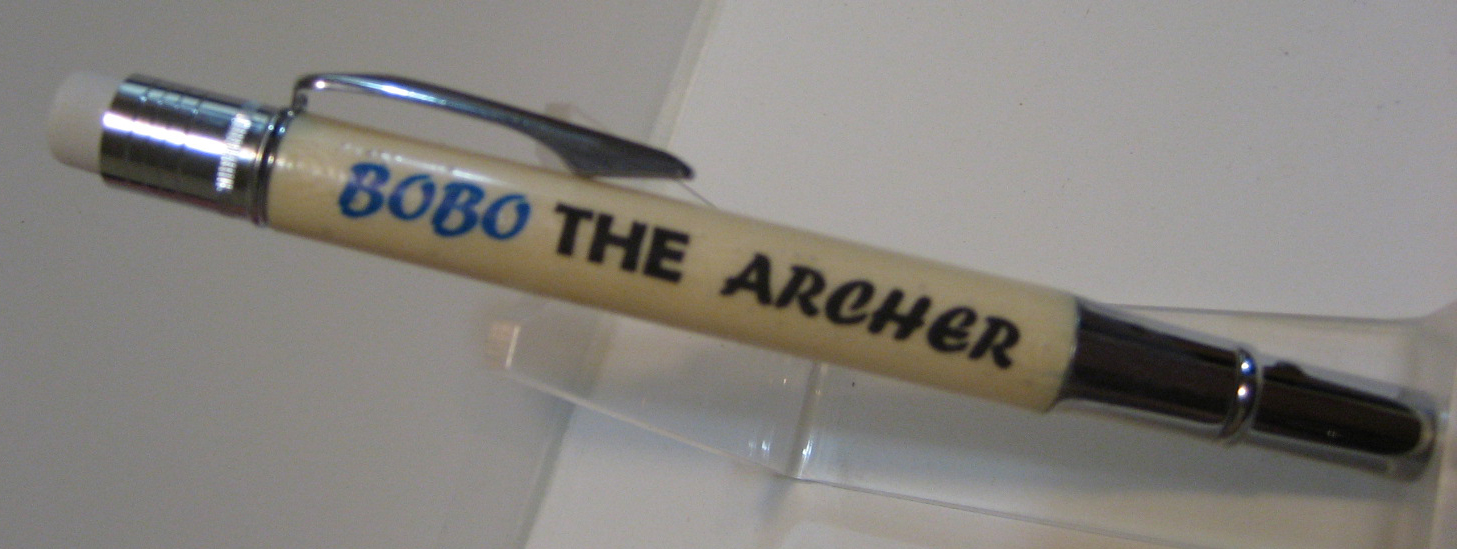 BOBO THE ARCHER